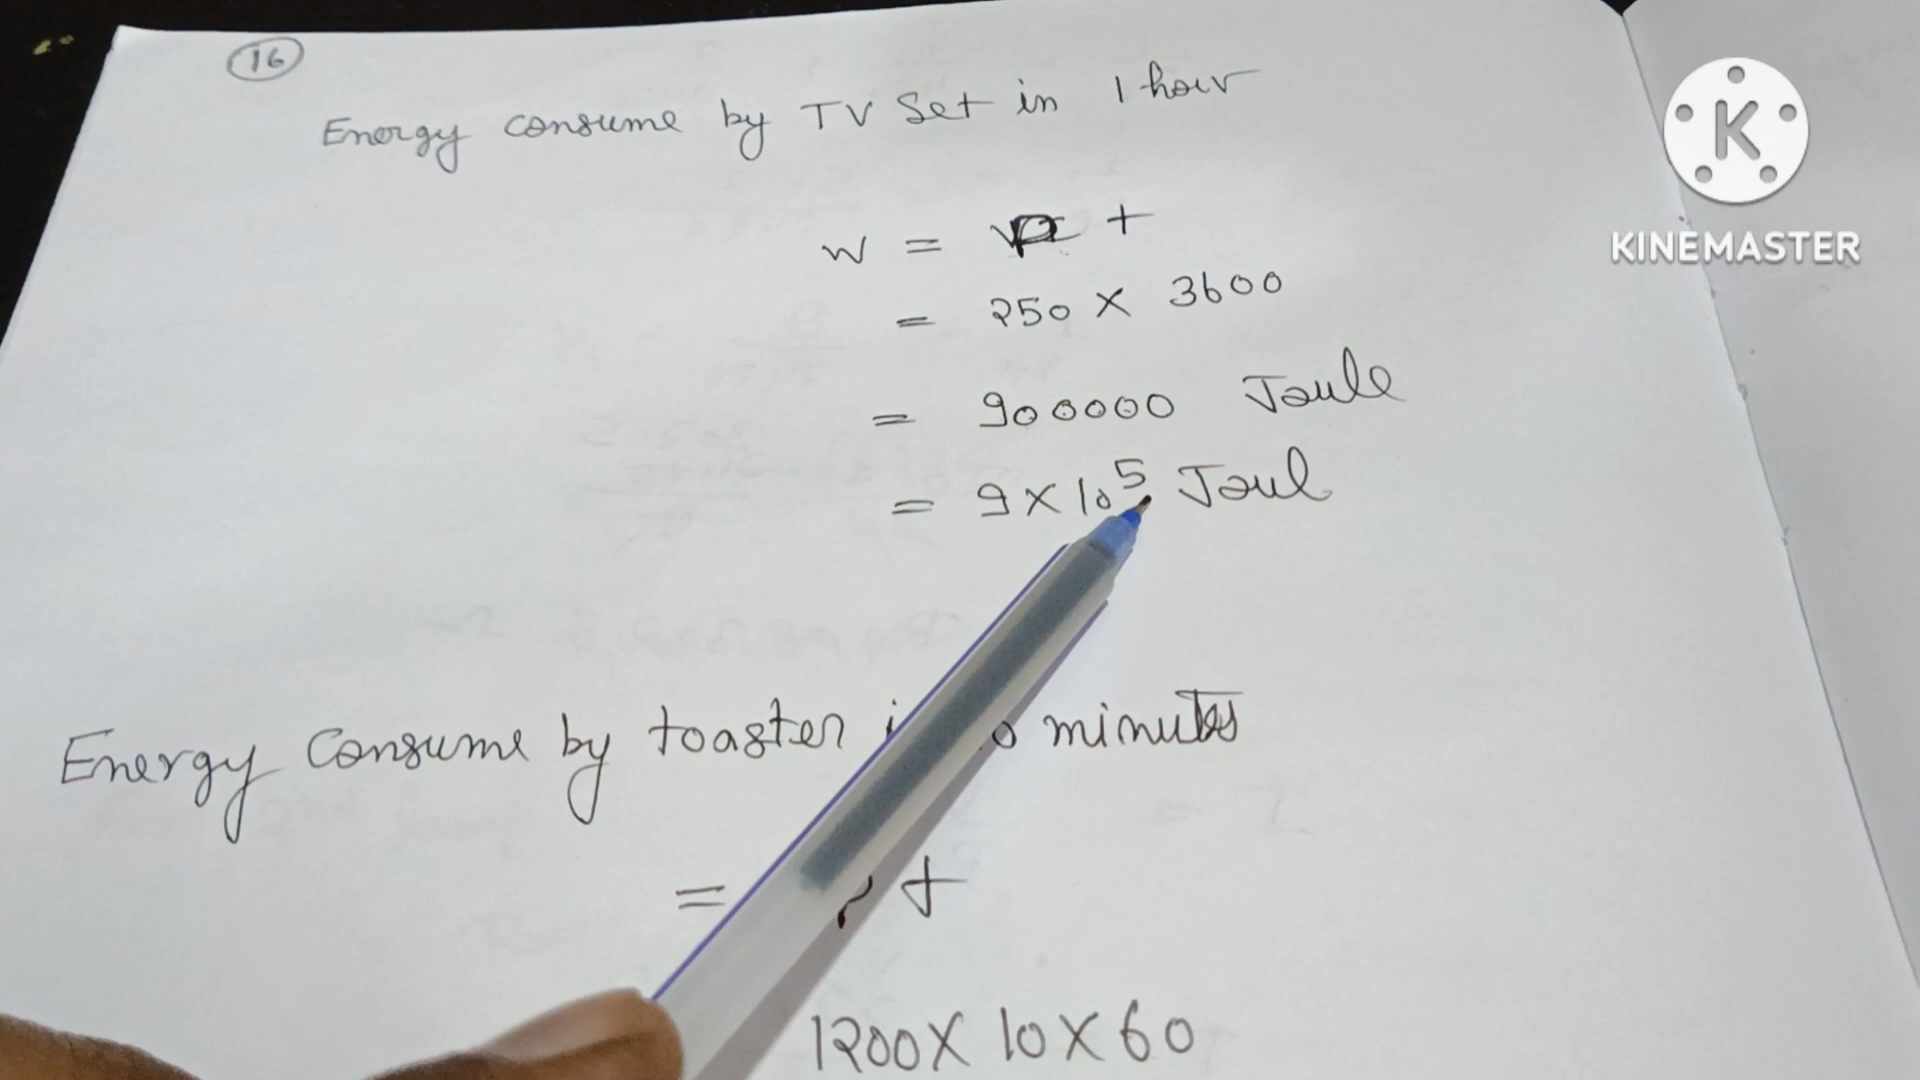 16
Energy consume by TV Set in 1 hour
W = t
= 250 X 3600
= 900000 Joule
= 9 X 10⁵ Joul
Energy Consume by toaster minutes
= t
1200 X 10 X 60
K
KINEMASTER